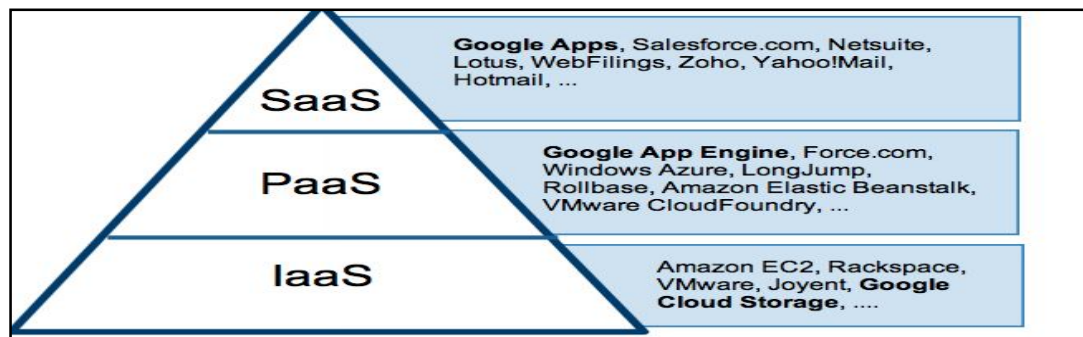 SaaS
Google Apps, Salesforce.com, Netsuite,
Lotus, WebFilings, Zoho, Yahoo!Mail,
Hotmail, ...
PaaS
Google App Engine, Force.com,
Windows Azure, LongJump,
Rollbase, Amazon Elastic Beanstalk,
VMware CloudFoundry, ...
IaaS
Amazon EC2, Rackspace,
VMware, Joyent, Google
Cloud Storage, ....